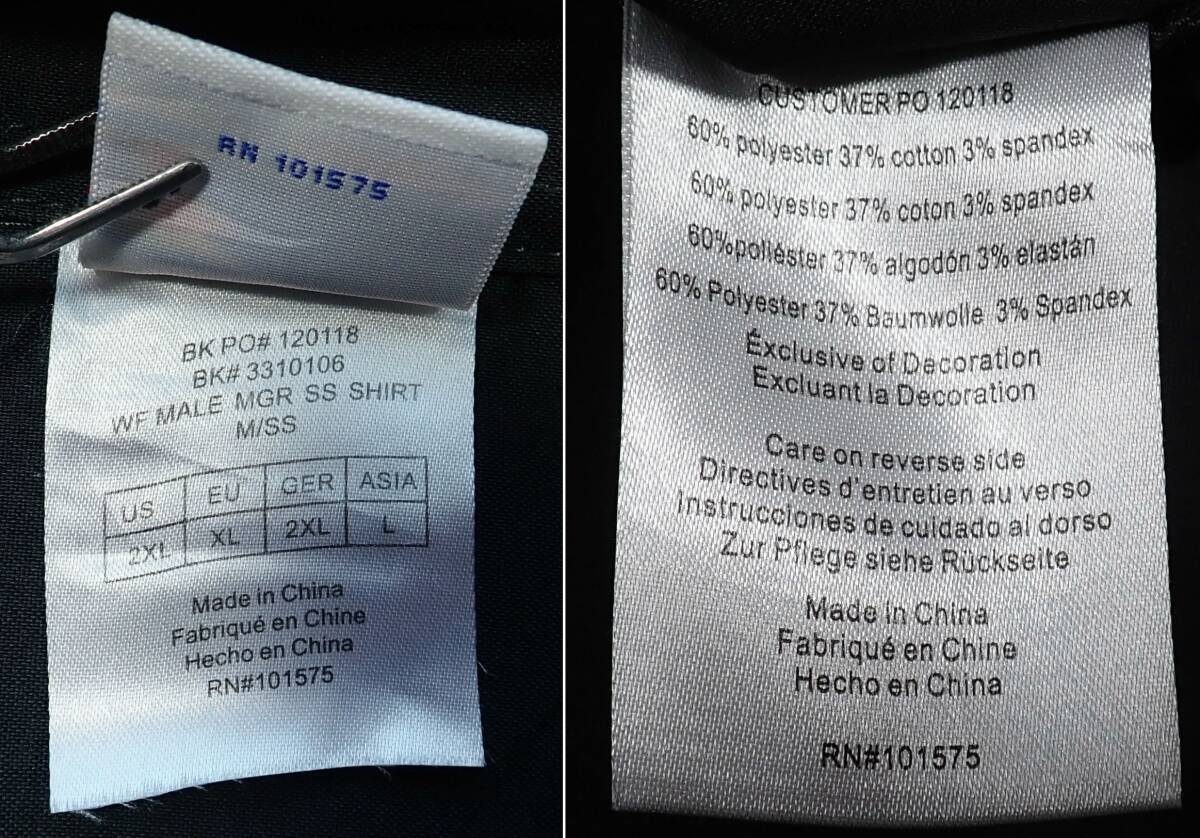 RN 101575
BK PO# 120118
BK# 3310106
WF MALE MGR SS SHIRT
M/SS
US EU GER ASIA
2XL XL 2XL L
Made in China
Fabriqué en Chine
Hecho en China
RN#101575
CUSTOMER PO 120118
60% polyester 37% cotton 3% spandex
60% polyester 37% coton 3% spandex
60%poliéster 37% algodón 3% elastán
60% Polyester 37% Baumwolle 3% Spandex
Éxclusive of Decoration
Excluant la Decoration
Care on reverse side
Directives d'entretien au verso
Instrucciones de cuidado al dorso
Zur Pflege siehe Rückseite
Made in China
Fabriqué en Chine
Hecho en China
RN#101575